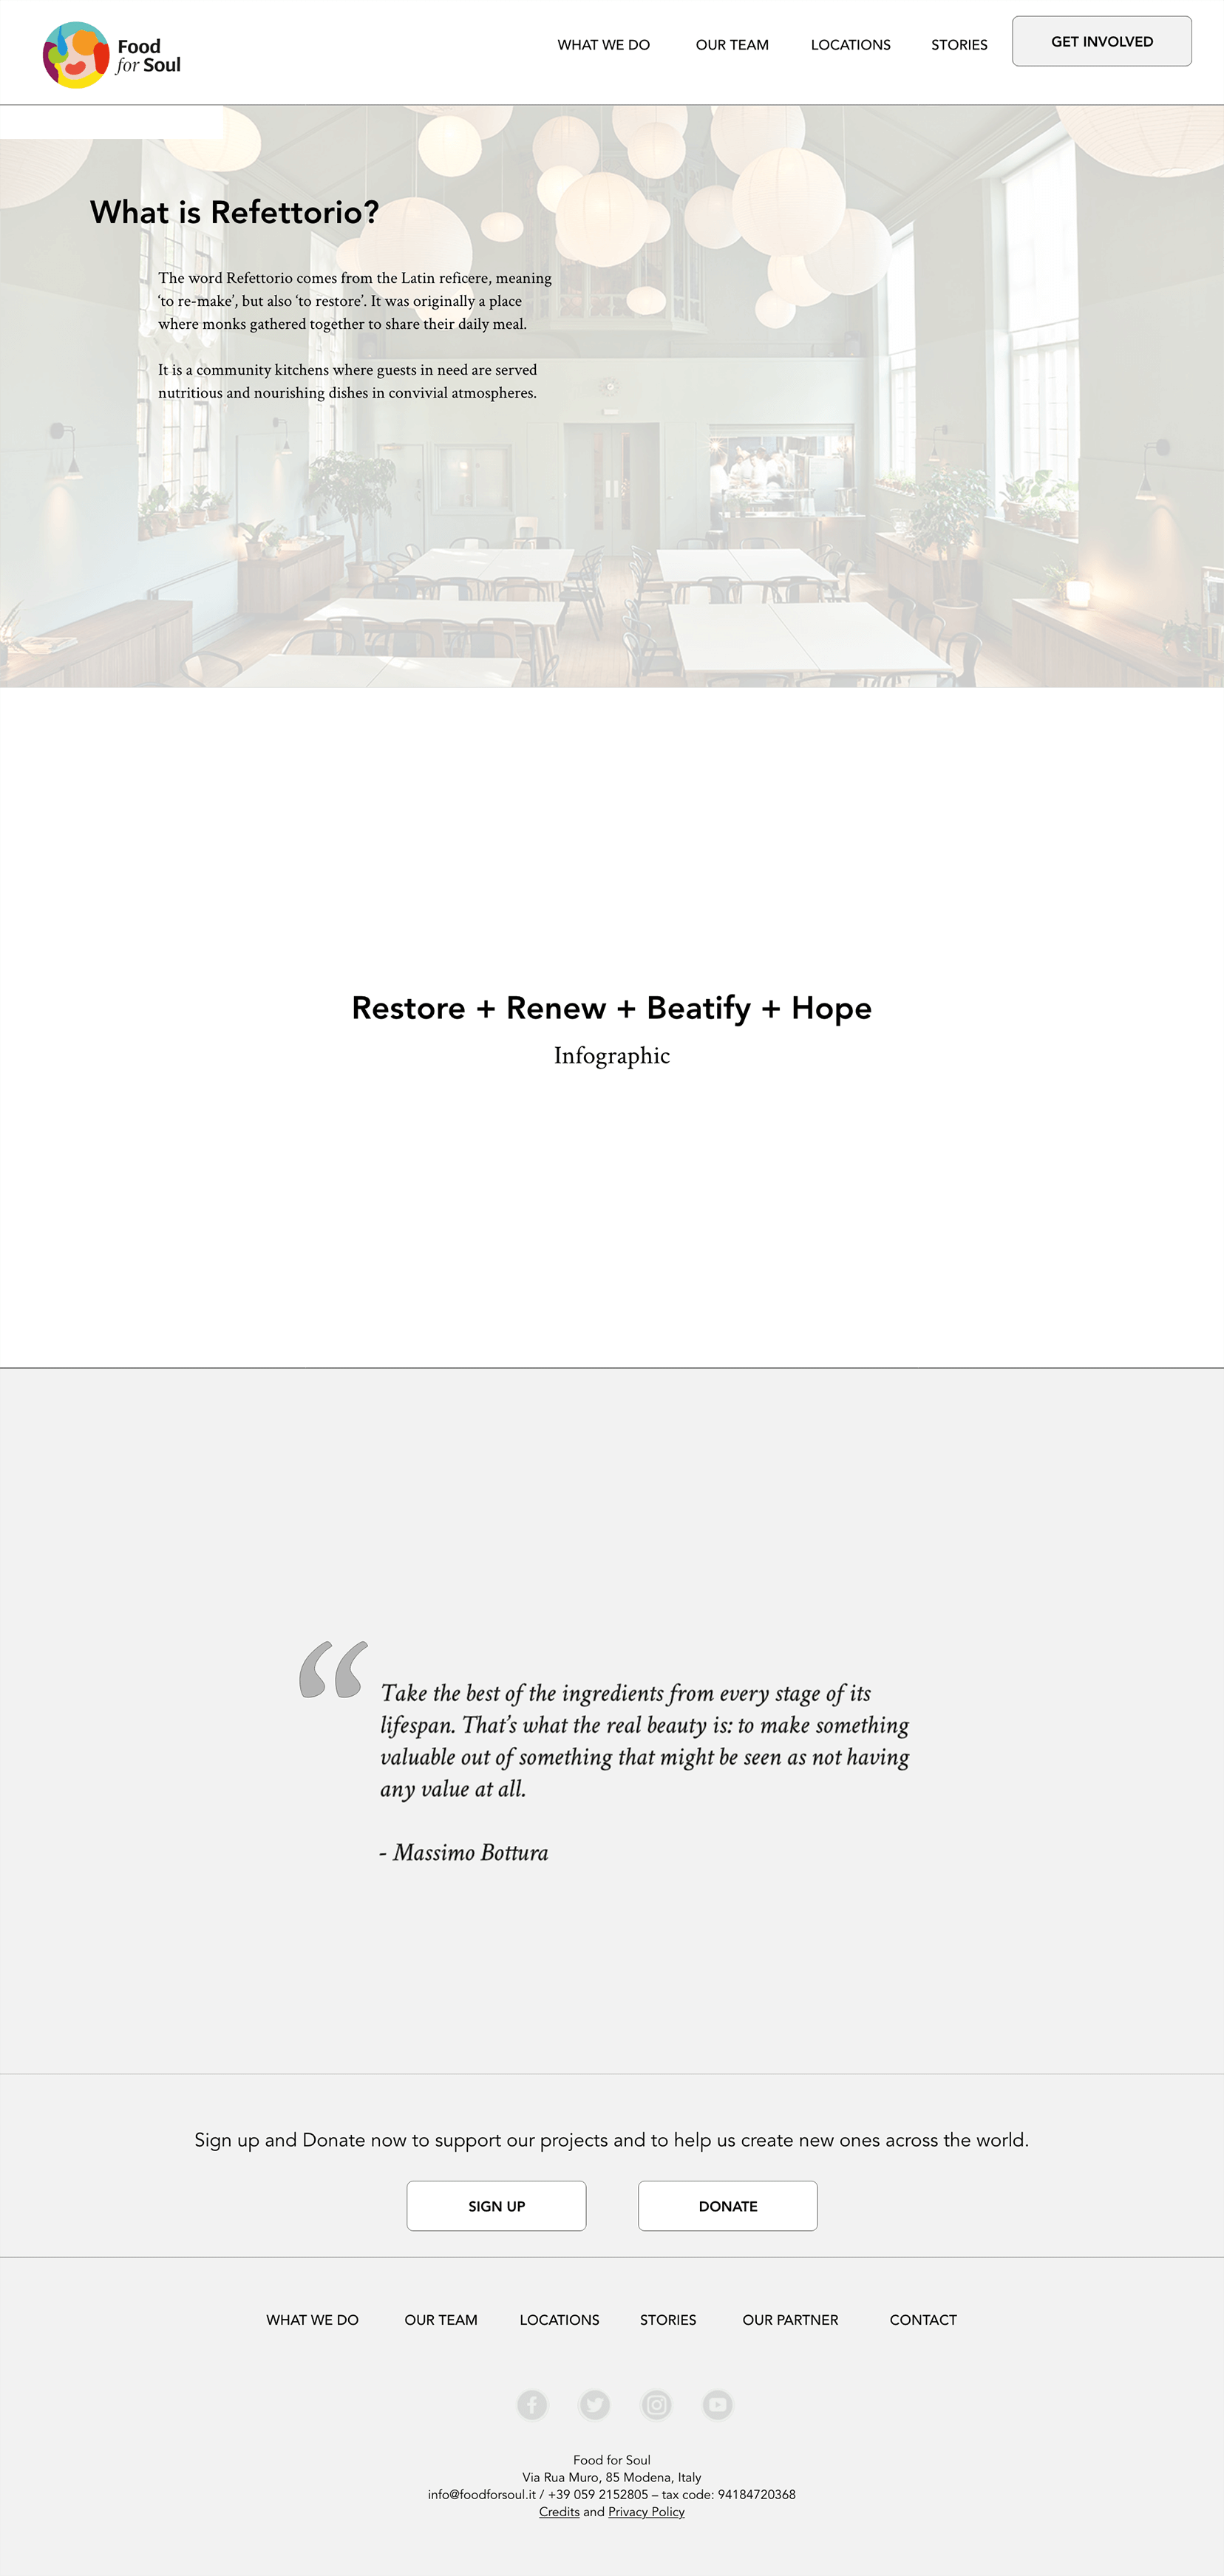 Food
for Soul
WHAT WE DO
OUR TEAM
LOCATIONS
STORIES
GET INVOLVED
What is Refettorio?
The word Refettorio comes from the Latin reficere, meaning
‘to re-make’, but also ‘to restore’. It was originally a place
where monks gathered together to share their daily meal.
It is a community kitchens where guests in need are served
nutritious and nourishing dishes in convivial atmospheres.
Restore + Renew + Beatify + Hope
Infographic
“
Take the best of the ingredients from every stage of its
lifespan. That’s what the real beauty is: to make something
valuable out of something that might be seen as not having
any value at all.
- Massimo Bottura
Sign up and Donate now to support our projects and to help us create new ones across the world.
SIGN UP
DONATE
WHAT WE DO
OUR TEAM
LOCATIONS
STORIES
OUR PARTNER
CONTACT
Food for Soul
Via Rua Muro, 85 Modena, Italy
info@foodforsoul.it / +39 059 2152805 – tax code: 94184720368
Credits and Privacy Policy